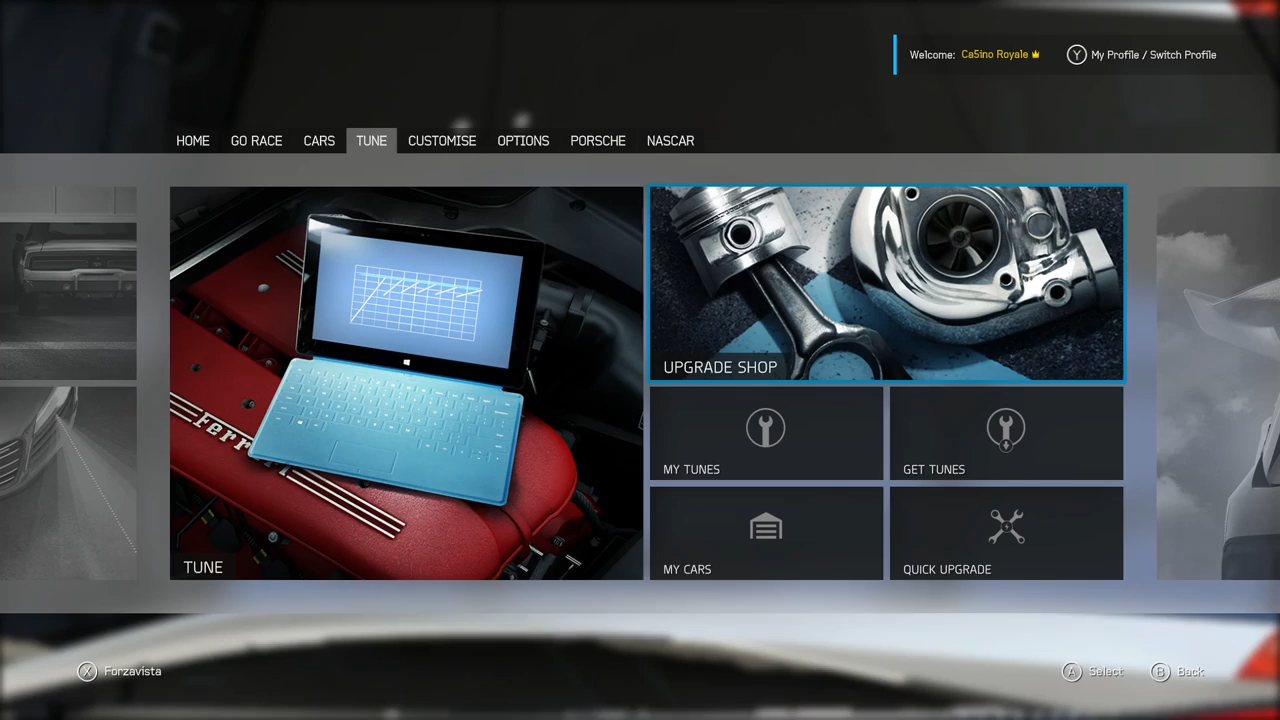 Welcome: Ca5ino Royale
Y My Profile / Switch Profile
HOME GO RACE CARS TUNE CUSTOMISE OPTIONS PORSCHE NASCAR
Ferr
TUNE
UPGRADE SHOP
MY TUNES
GET TUNES
MY CARS
QUICK UPGRADE
X Forzavista
A Select B Back